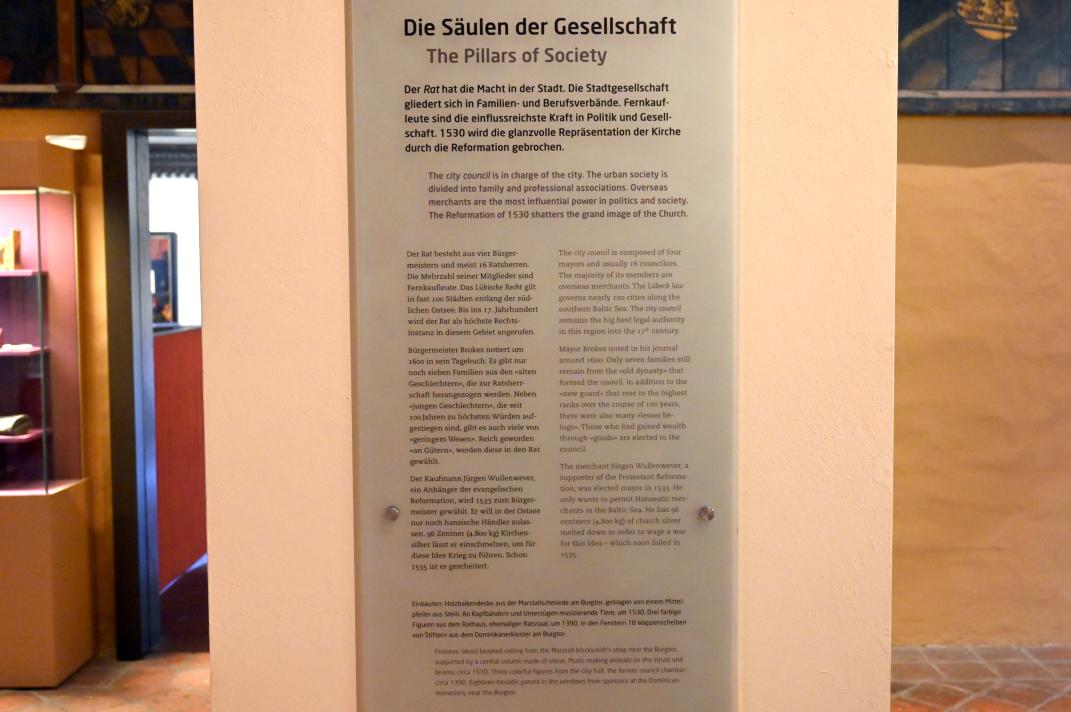 Die Säulen der Gesellschaft
The Pillars of Society
Der Rat hat die Macht in der Stadt. Die Stadtgesellschaft
gliedert sich in Familien- und Berufsverbände. Fernkauf-
leute sind die einflussreichste Kraft in Politik und Gesell-
schaft. 1530 wird die glanzvolle Repräsentation der Kirche
durch die Reformation gebrochen.
The city council is in charge of the city. The urban society is
divided into family and professional associations. Overseas
merchants are the most influential power in politics and society.
The Reformation of 1530 shatters the grand image of the Church.
Der Rat besteht aus vier Bürger-
meistern und meist 16 Ratsherren.
Die Mehrzahl seiner Mitglieder sind
Fernkaufleute. Das Lübische Recht gilt
in fast 100 Städten entlang der süd-
lichen Ostsee. Bis ins 17. Jahrhundert
wird der Rat als höchste Rechts-
instanz in diesem Gebiet angerufen.
Bürgermeister Brokes notiert um
1600 in sein Tagebuch: Es gibt nur
noch sieben Familien aus den »alten
Geschlechtern«, die zur Ratsherr-
schaft herangezogen werden. Neben
»jungen Geschlechtern«, die seit
100 Jahren zu höchsten Würden auf-
gestiegen sind, gibt es auch viele von
»geringem Wesen«. Reich geworden
»an Gütern«, werden diese in den Rat
gewählt.
Der Kaufmann Jürgen Wullenwever,
ein Anhänger der evangelischen
Reformation, wird 1533 zum Bürger-
meister gewählt. Er will in der Ostsee
nur noch hansische Händler zulas-
sen. 96 Zentner (4.800 kg) Kirchen-
silber lässt er einschmelzen, um für
diese Idee Krieg zu führen. Schon
1535 ist er gescheitert.
The city council is composed of four
mayors and usually 16 councilors.
The majority of its members are
overseas merchants. The Lübeck law
governs nearly 100 cities along the
southern Baltic Sea. The city council
remains the hig best legal authority
in this region into the 17th century.
Mayor Brokes noted in his journal
around 1600: Only seven families still
remain from the »old dynasty« that
formed the council. In addition to the
»new guard« that rose to the highest
ranks over the course of 100 years,
there were also many »lesser be-
ings«. Those who had gained wealth
through »goods« are elected to the
council.
The merchant Jürgen Wullenwever, a
supporter of the Protestant Reforma-
tion, was elected mayor in 1533. He
only wants to permit Hanseatic mer-
chants in the Baltic Sea. He has 96
centners (4,800 kg) of church silver
melted down in order to wage a war
for this idea – which soon failed in
1535.
Einbauten: Holzbalkendecke aus der Marstallschmiede am Burgtor, getragen von einem Mittel-
pfeiler aus Stein. An Kopfbändern und Unterzügen musizierende Tiere, um 1530. Drei farbige
Figuren aus dem Rathaus, ehemaliger Ratssaal, um 1390. In den Fenstern 18 Wappenscheiben
von Stiftern aus dem Dominikanerkloster am Burgtor.
Fixtures: Wood beamed ceiling from the Marstall blacksmith's shop near the Burgtor,
supported by a central column made of stone. Music-making animals on the struts and
beams, circa 1530. Three colorful figures from the city hall, the former council chamber,
circa 1390. Eighteen heraldic panels in the windows from sponsors at the Dominican
monastery near the Burgtor.